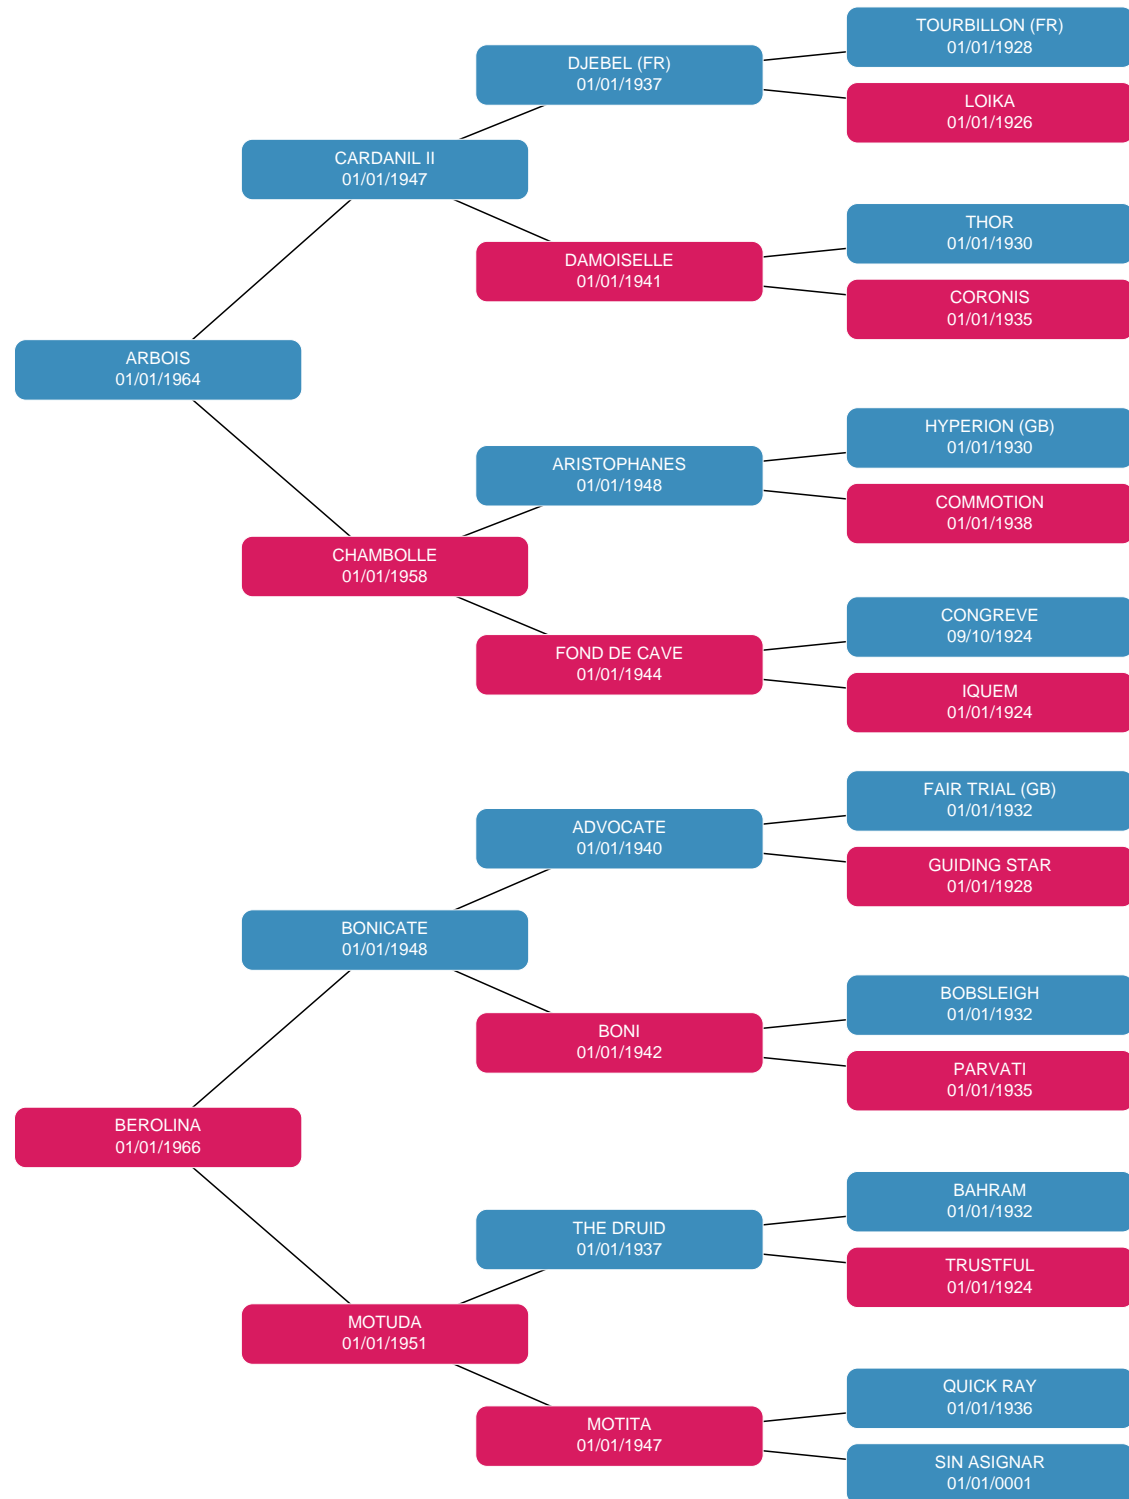 TOURBILLON (FR)
01/01/1928
DJEBEL (FR)
01/01/1937
LOIKA
01/01/1926
CARDANIL II
01/01/1947
THOR
01/01/1930
DAMOISELLE
01/01/1941
CORONIS
01/01/1935
ARBOIS
01/01/1964
HYPERION (GB)
01/01/1930
ARISTOPHANES
01/01/1948
COMMOTION
01/01/1938
CHAMBOLLE
01/01/1958
CONGREVE
09/10/1924
FOND DE CAVE
01/01/1944
IQUEM
01/01/1924
FAIR TRIAL (GB)
01/01/1932
ADVOCATE
01/01/1940
GUIDING STAR
01/01/1928
BONICATE
01/01/1948
BOBSLEIGH
01/01/1932
BONI
01/01/1942
PARVATI
01/01/1935
BEROLINA
01/01/1966
BAHRAM
01/01/1932
THE DRUID
01/01/1937
TRUSTFUL
01/01/1924
MOTUDA
01/01/1951
QUICK RAY
01/01/1936
MOTITA
01/01/1947
SIN ASIGNAR
01/01/0001